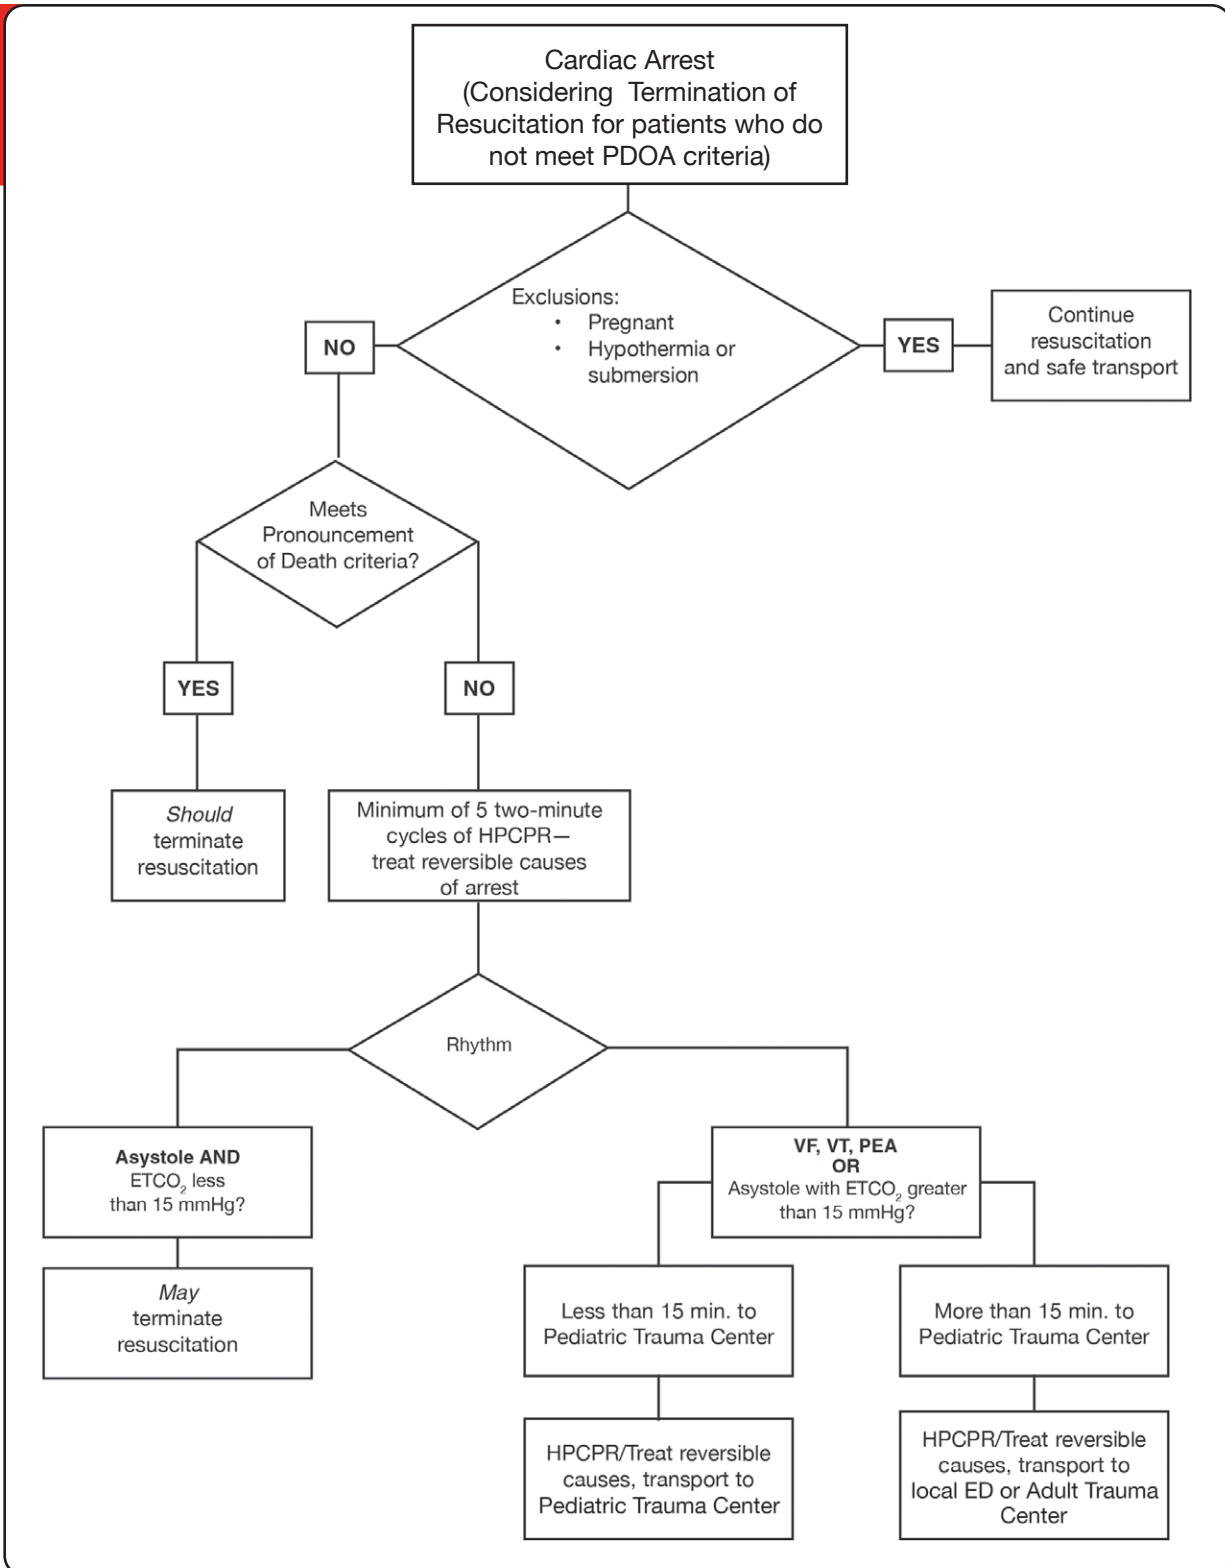 Cardiac Arrest
(Considering Termination of
Resucitation for patients who do
not meet PDOA criteria)
Exclusions:
• Pregnant
• Hypothermia or
submersion
NO
YES
Continue
resuscitation
and safe transport
Meets
Pronouncement
of Death criteria?
YES
NO
Should
terminate
resuscitation
Minimum of 5 two-minute
cycles of HPCPR—
treat reversible causes
of arrest
Rhythm
Asystole AND
ETCO₂ less
than 15 mmHg?
May
terminate
resuscitation
VF, VT, PEA
OR
Asystole with ETCO₂ greater
than 15 mmHg?
Less than 15 min. to
Pediatric Trauma Center
More than 15 min. to
Pediatric Trauma Center
HPCPR/Treat reversible
causes, transport to
Pediatric Trauma Center
HPCPR/Treat reversible
causes, transport to
local ED or Adult Trauma
Center